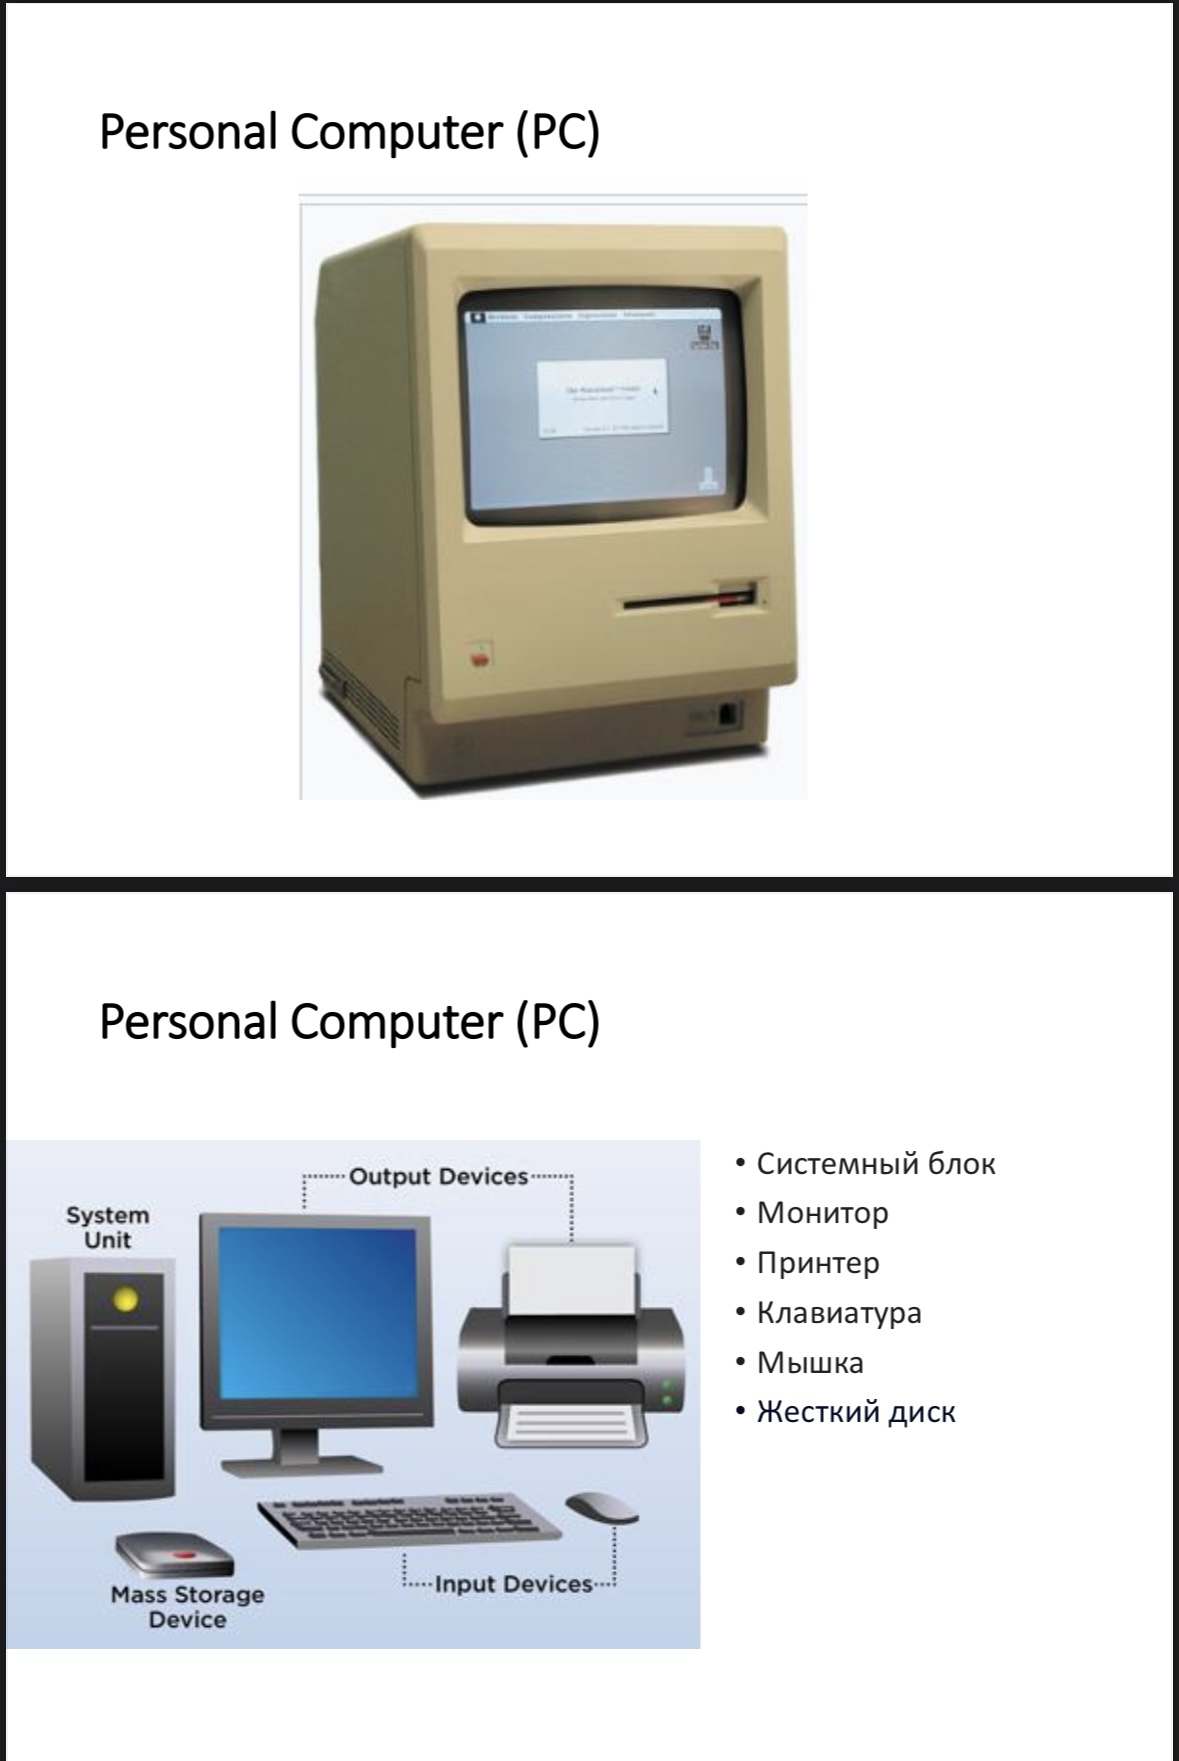 Personal Computer (PC)
Personal Computer (PC)
Output Devices
System
Unit
Input Devices
Mass Storage
Device
• Системный блок
• Монитор
• Принтер
• Клавиатура
• Мышка
• Жесткий диск